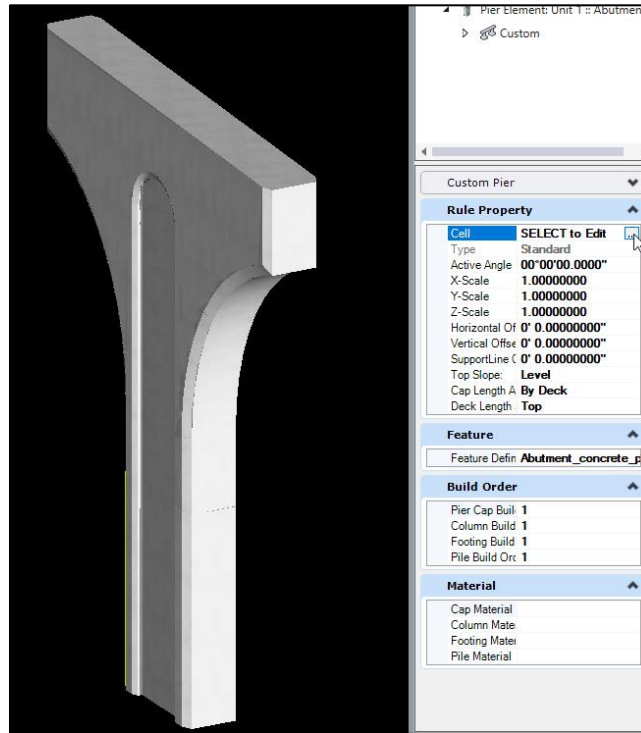 Pier Element: Unit 1 :: Abutmen
Custom
Custom Pier
Rule Property
Cell SELECT to Edit ...
Type Standard
Active Angle 00°00'00.0000"
X-Scale 1.00000000
Y-Scale 1.00000000
Z-Scale 1.00000000
Horizontal Of 0' 0.00000000"
Vertical Offse 0' 0.00000000"
SupportLine 0' 0.00000000"
Top Slope: Level
Cap Length A By Deck
Deck Length Top
Feature
Feature Defin Abutment_concrete_p
Build Order
Pier Cap Buil 1
Column Build 1
Footing Build 1
Pile Build Orc 1
Material
Cap Material
Column Mate
Footing Mater
Pile Material